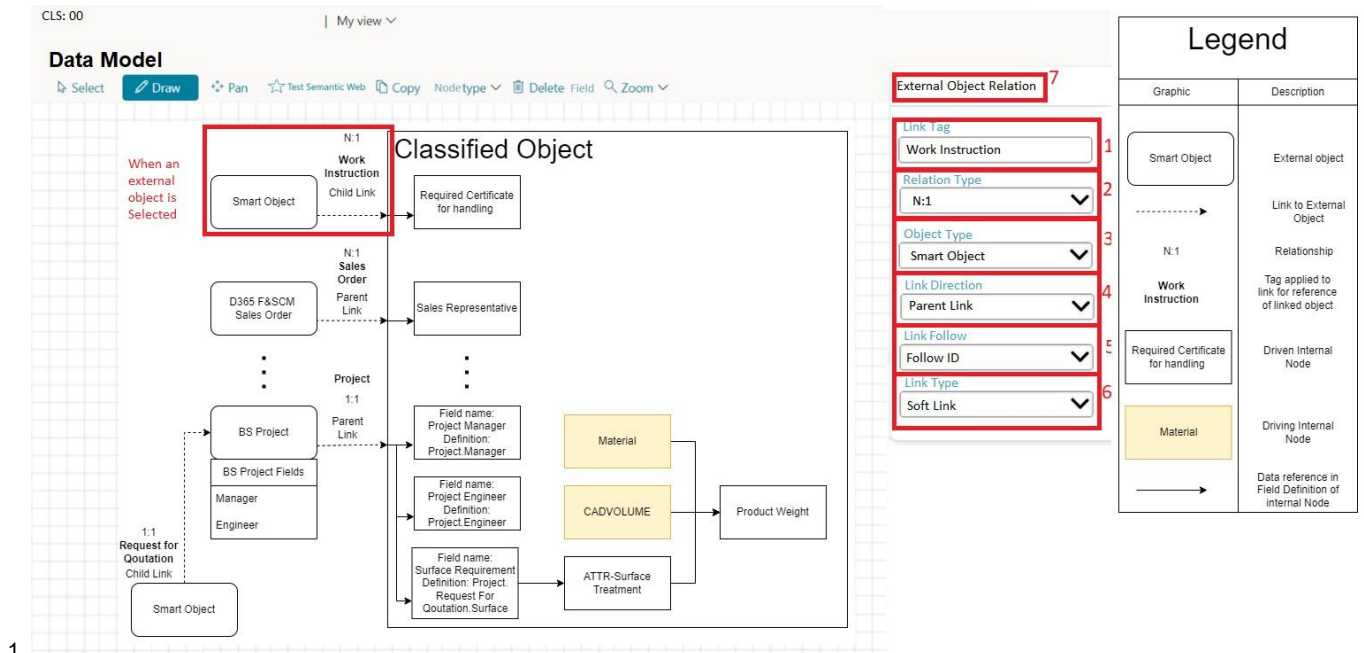 CLS: 00
| My view
Data Model
Select
Draw
Pan
Test Semantic Web
Copy
Node type
Delete Field
Zoom
When an
external
object is
Selected
N:1
Work
Instruction
Child Link
Smart Object
Classified Object
Required Certificate
for handling
N:1
Sales
Order
Parent
Link
D365 F&SCM
Sales Order
Sales Representative
Project
1:1
Parent
Link
BS Project
BS Project Fields
Manager
Engineer
1:1
Request for
Qoutation
Child Link
Smart Object
Field name:
Project Manager
Definition:
Project.Manager
Field name:
Project Engineer
Definition:
Project.Engineer
Field name:
Surface Requirement
Definition: Project.
Request For
Qoutation.Surface
Material
CADVOLUME
ATTR-Surface
Treatment
Product Weight
External Object Relation
7
Link Tag
Work Instruction
1
Relation Type
N:1
2
Object Type
Smart Object
3
Link Direction
Parent Link
4
Link Follow
Follow ID
5
Link Type
Soft Link
6
Legend
Graphic
Description
Smart Object
External object
Link to External
Object
N:1
Relationship
Work
Instruction
Tag applied to
link for reference
of linked object
Required Certificate
for handling
Driven Internal
Node
Material
Driving Internal
Node
Data reference in
Field Definition of
internal Node
1